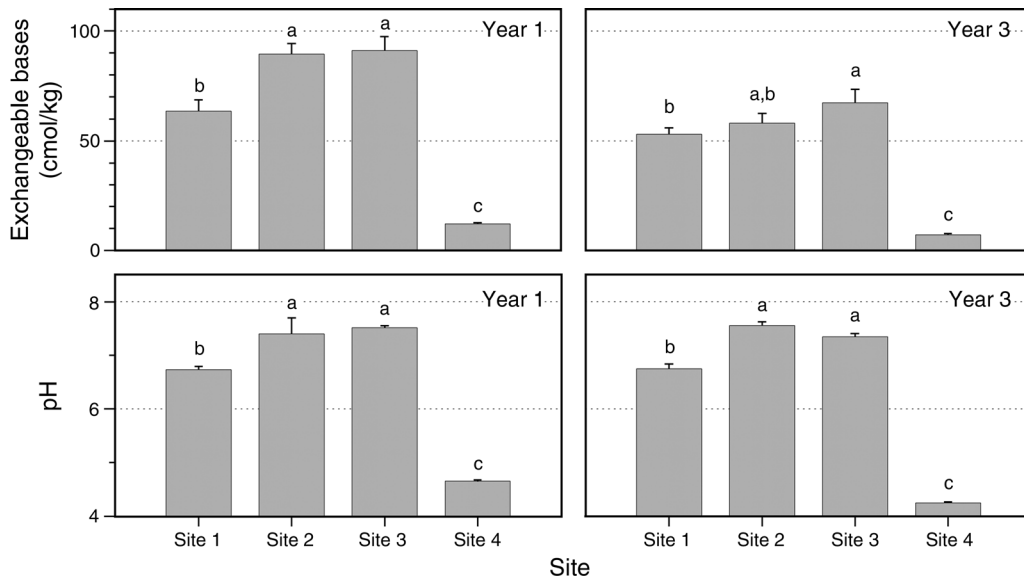 Exchangeable bases
(cmol/kg)
100
50
0
Year 1
b
a
a
c
Year 3
b
a,b
a
c
pH
8
6
4
Year 1
b
a
a
c
Year 3
b
a
a
c
Site 1
Site 2
Site 3
Site 4
Site 1
Site 2
Site 3
Site 4
Site